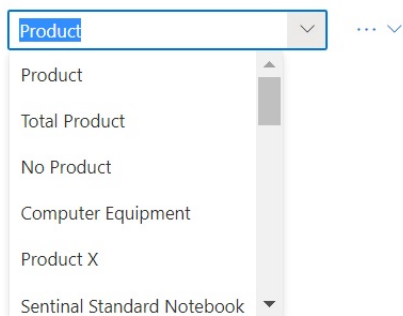 Product
Product
Total Product
No Product
Computer Equipment
Product X
Sentinal Standard Notebook